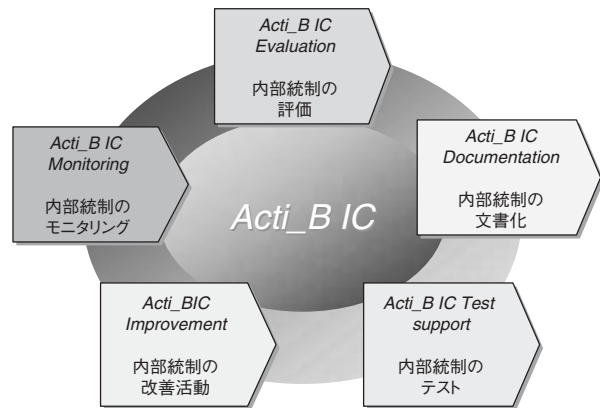 Acti_B IC
Evaluation
内部統制の
評価
Acti_B IC
Documentation
内部統制の
文書化
Acti_B IC Test
support
内部統制の
テスト
Acti_BIC
Improvement
内部統制の
改善活動
Acti_B IC
Monitoring
内部統制の
モニタリング
Acti_B IC